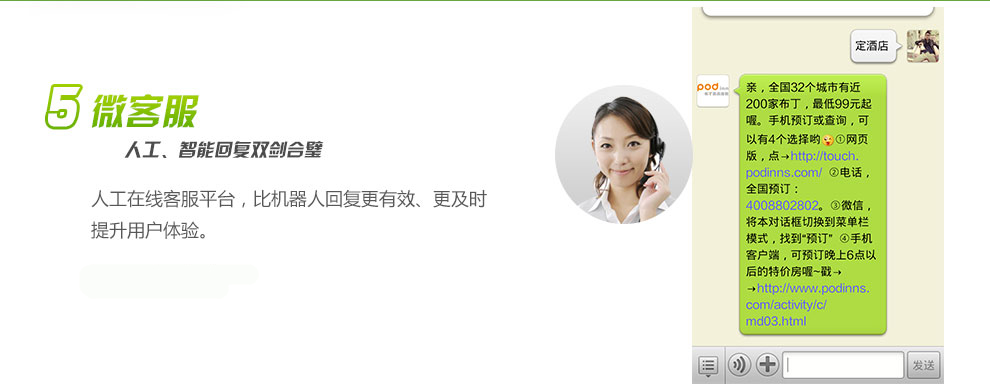 5 微客服
人工、智能回复双剑合璧
人工在线客服平台，比机器人回复更有效、更及时
提升用户体验。
定酒店
pod
亲，全国32个城市有近
200家布丁，最低99元起
喔。手机预订或查询，可
以有4个选择哟😲①网页
版，点→http://touch.
podinns.com/ ②电话，
全国预订：
4008802802。③微信，
将本对话框切换到菜单栏
模式，找到“预订” ④手机
客户端，可预订晚上6点以
后的特价房喔~戳→
→http://www.podinns.
com/activity/c/
md03.html
发送